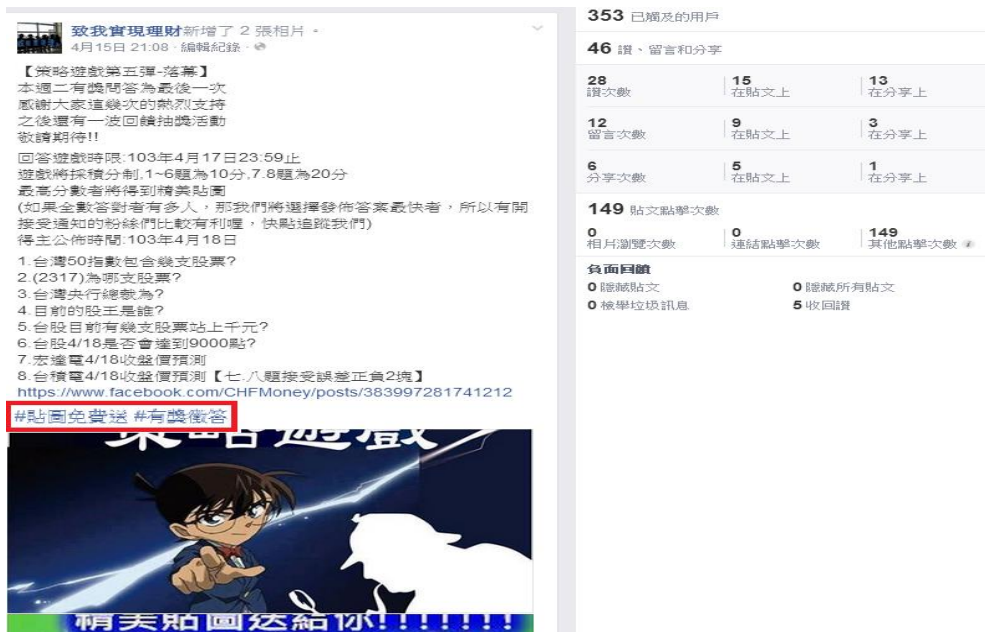 致我實現理財新增了 2 張相片。
4月15日 21:08 · 編輯紀錄 ·
【策略遊戲第五彈-落幕】
本週二有獎問答為最後一次
感謝大家這幾次的熱烈支持
之後還有一波回饋抽獎活動
敬請期待!!
回答遊戲時限:103年4月17日23:59止
遊戲將採積分制,1~6題為10分,7.8題為20分
最高分數者將得到精美貼圖
(如果全數答對者有多人，那我們將選擇發佈答案最快者，所以有開
接受通知的粉絲們比較有利喔，快點追蹤我們)
得主公佈時間:103年4月18日
1.台灣50指數包含幾支股票?
2.(2317)為哪支股票?
3.台灣央行總裁為?
4.目前的股王是誰?
5.台股目前有幾支股票站上千元?
6.台股4/18是否會達到9000點?
7.宏達電4/18收盤價預測
8.台積電4/18收盤價預測【七.八題接受誤差正負2塊】
https://www.facebook.com/CHFMoney/posts/383997281741212
#貼圖免費送 #有獎徵答
策略遊戲
精美貼圖送給你!!!!!!!
353 已觸及的用戶
46 讚、留言和分享
28 15 13
讚次數 在貼文上 在分享上
12 9 3
留言次數 在貼文上 在分享上
6 5 1
分享次數 在貼文上 在分享上
149 貼文點擊次數
0 0 149
相片瀏覽次數 連結點擊次數 其他點擊次數
負面回饋
0 隱藏貼文 0 隱藏所有貼文
0 檢舉垃圾訊息 5 收回讚